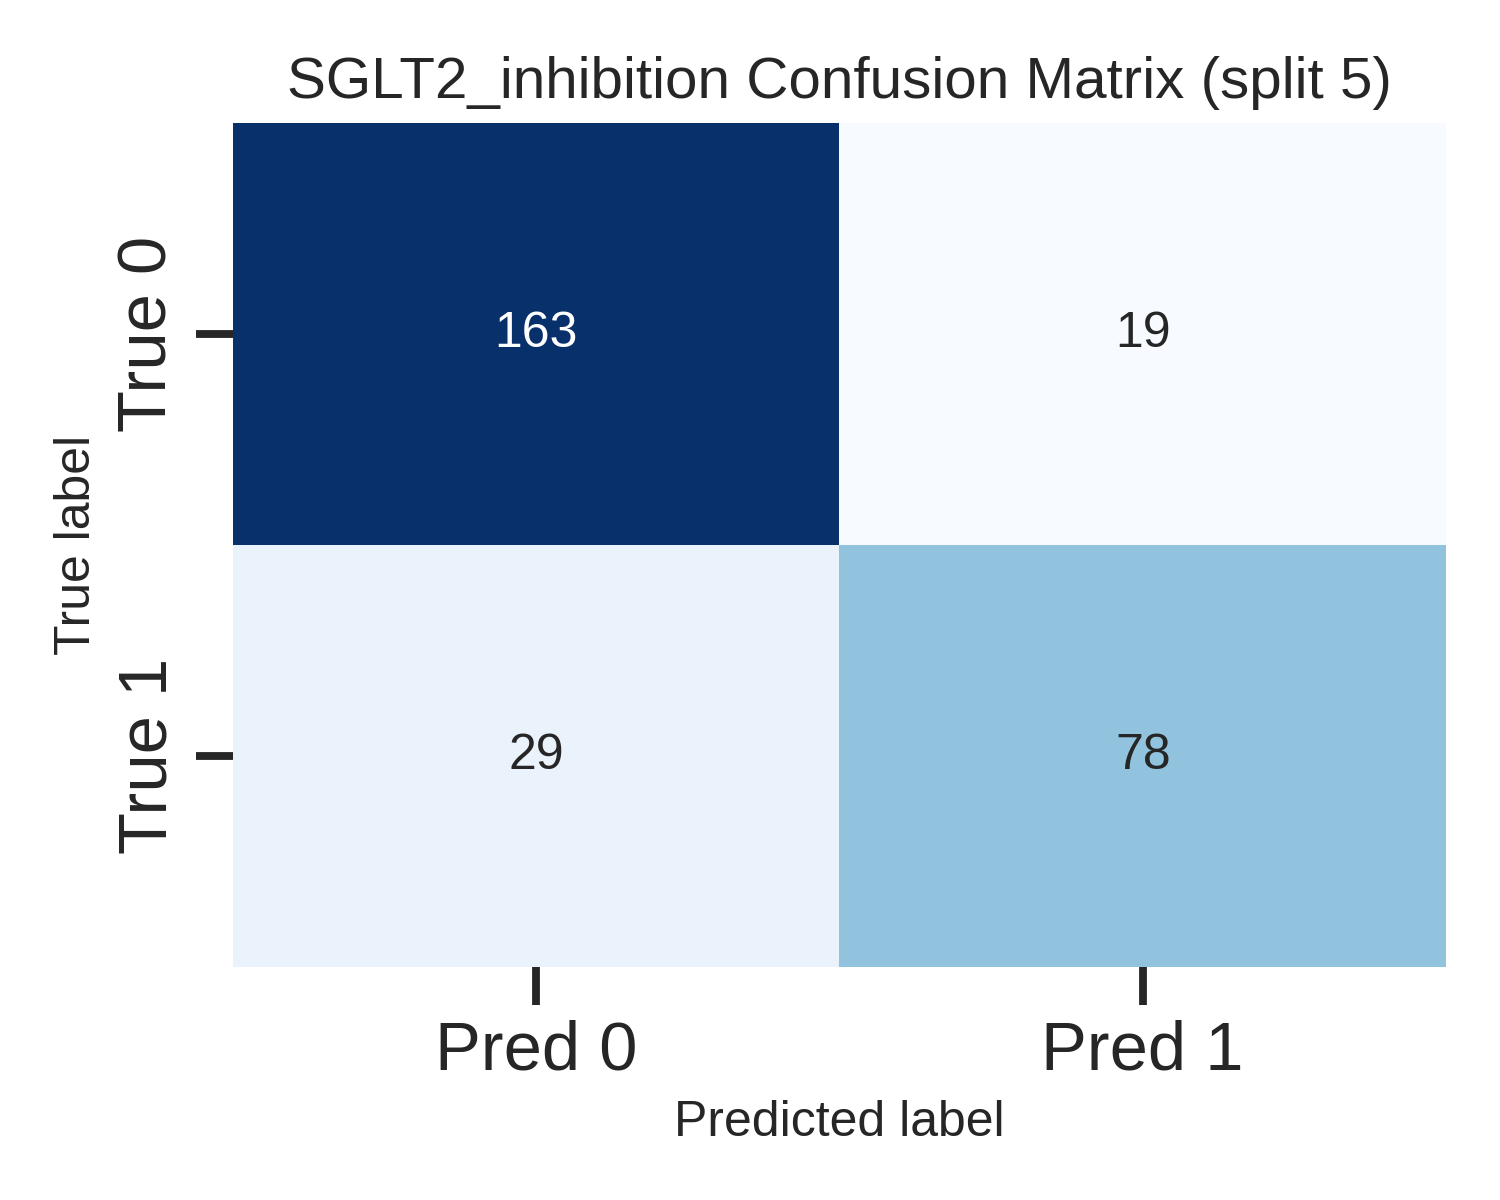 SGLT2_inhibition Confusion Matrix (split 5)
True label
True 0
163
19
True 1
29
78
Pred 0
Pred 1
Predicted label